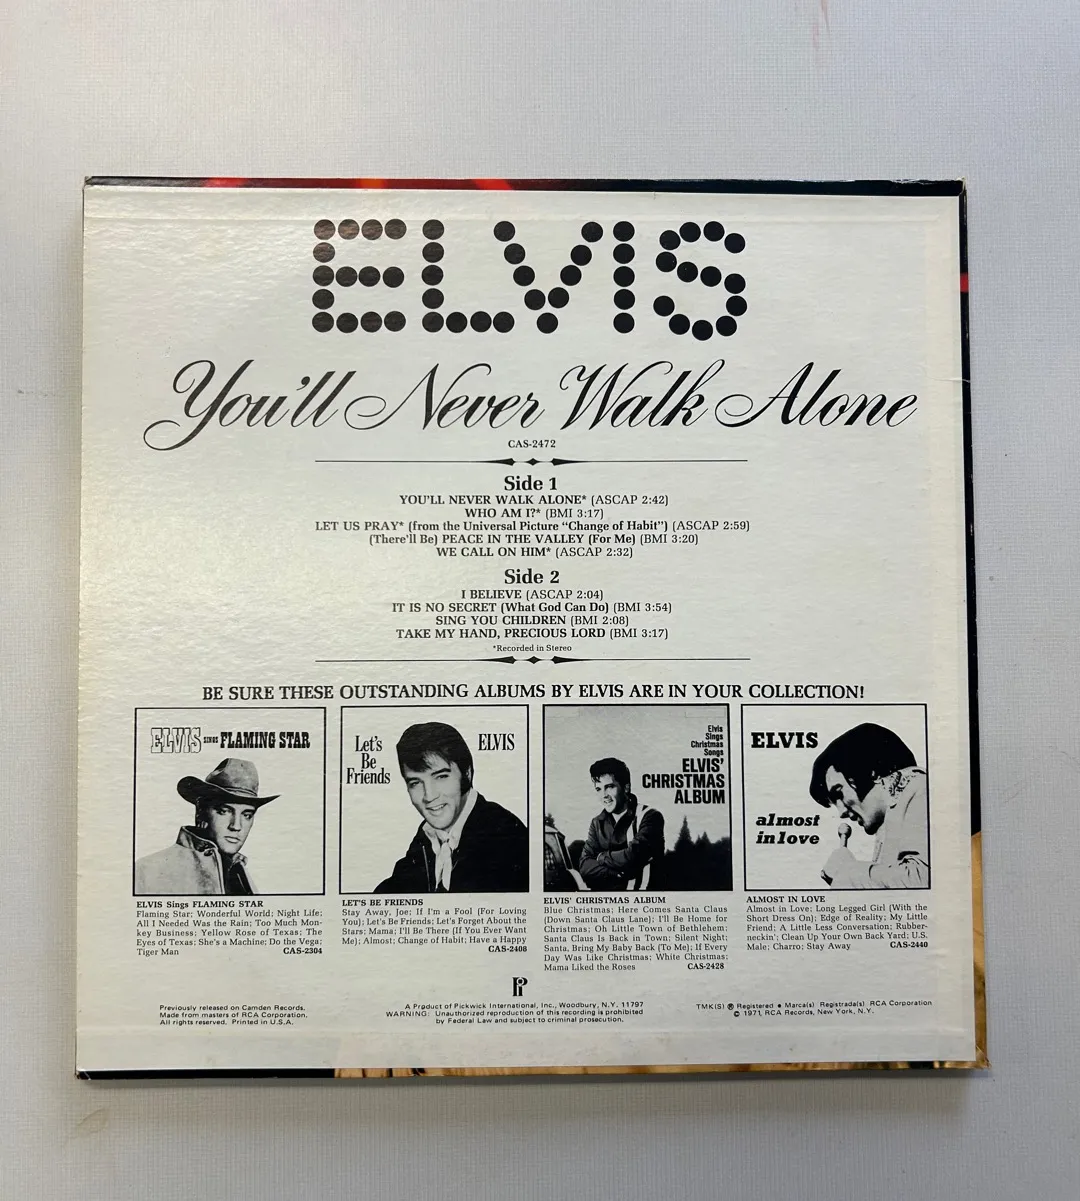 ELVIS
You'll Never Walk Alone
CAS-2472
Side 1
YOU'LL NEVER WALK ALONE* (ASCAP 2:42)
WHO AM I?* (BMI 3:17)
LET US PRAY* (from the Universal Picture "Change of Habit") (ASCAP 2:59)
(There'll Be) PEACE IN THE VALLEY (For Me) (BMI 3:20)
WE CALL ON HIM* (ASCAP 2:32)
Side 2
I BELIEVE (ASCAP 2:04)
IT IS NO SECRET (What God Can Do) (BMI 3:54)
SING YOU CHILDREN (BMI 2:08)
TAKE MY HAND, PRECIOUS LORD (BMI 3:17)
*Recorded in Stereo
BE SURE THESE OUTSTANDING ALBUMS BY ELVIS ARE IN YOUR COLLECTION!
ELVIS SINGS FLAMING STAR
ELVIS Sings FLAMING STAR
Flaming Star; Wonderful World; Night Life;
All I Needed Was the Rain; Too Much Mon-
key Business; Yellow Rose of Texas; The
Eyes of Texas; She's a Machine; Do the Vega;
Tiger Man CAS-2304
Let's
Be
Friends
ELVIS
LET'S BE FRIENDS
Stay Away, Joe; If I'm a Fool (For Loving
You); Let's Be Friends; Let's Forget About the
Stars; Mama; I'll Be There (If You Ever Want
Me); Almost; Change of Habit; Have a Happy
CAS-2408
Elvis
Sings
Christmas
Songs
ELVIS'
CHRISTMAS
ALBUM
ELVIS' CHRISTMAS ALBUM
Blue Christmas; Here Comes Santa Claus
(Down Santa Claus Lane); I'll Be Home for
Christmas; Oh Little Town of Bethlehem;
Santa Claus Is Back in Town; Silent Night;
Santa, Bring My Baby Back (To Me); If Every
Day Was Like Christmas; White Christmas;
Mama Liked the Roses CAS-2428
ELVIS
almost
in love
ALMOST IN LOVE
Almost in Love; Long Legged Girl (With the
Short Dress On); Edge of Reality; My Little
Friend; A Little Less Conversation; Rubber-
neckin'; Clean Up Your Own Back Yard; U.S.
Male; Charro; Stay Away CAS-2440
Previously released on Camden Records.
Made from masters of RCA Corporation.
All rights reserved. Printed in U.S.A.
A Product of Pickwick International, Inc., Woodbury, N.Y. 11797
WARNING: Unauthorized reproduction of this recording is prohibited
by Federal Law and subject to criminal prosecution.
TMK(S) ® Registered • Marca(s) Registrada(s) RCA Corporation
© 1971, RCA Records, New York, N.Y.